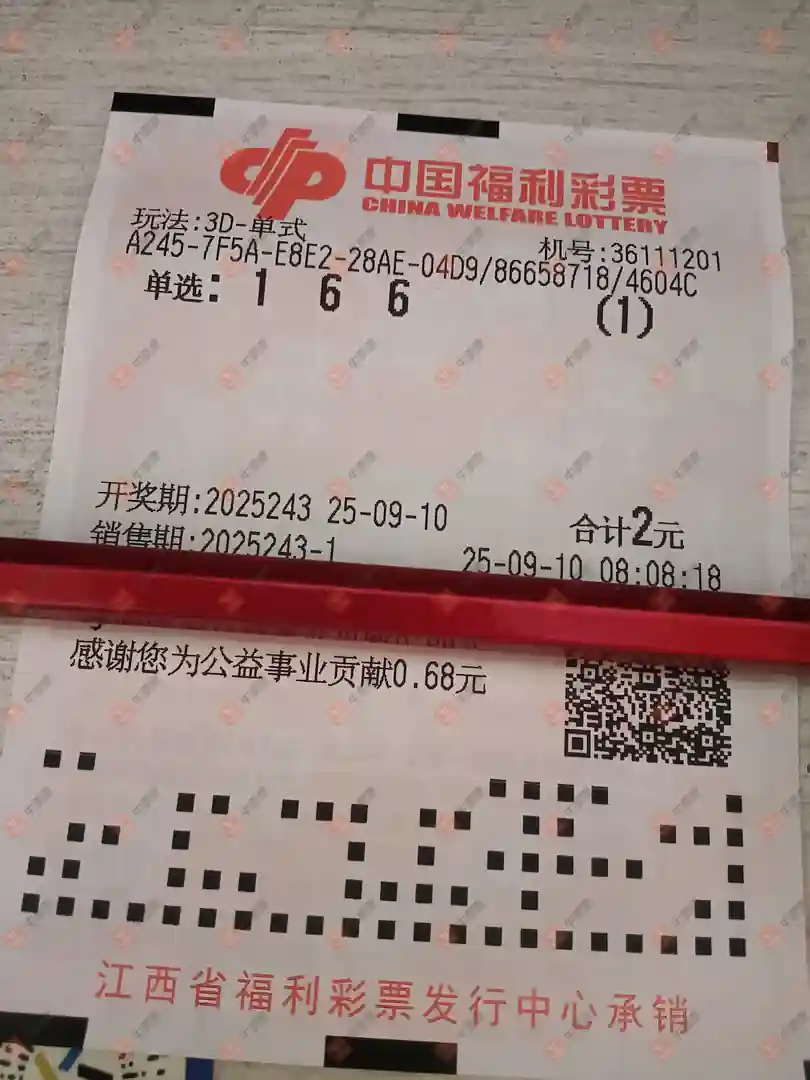 中国福利彩票
CHINA WELFARE LOTTERY
玩法:3D-单式
机号:36111201
A245-7F5A-E8E2-28AE-04D9/86658718/4604C
单选: 1 6 6 (1)
开奖期:2025243 25-09-10
合计2元
销售期:2025243-1
25-09-10 08:08:18
感谢您为公益事业贡献0.68元
江西省福利彩票发行中心承销